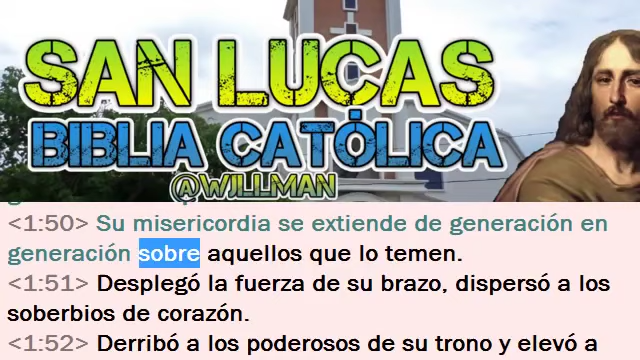 SAN LUCAS
BIBLIA CATÓLICA
@WJLLMAN
<1:50> Su misericordia se extiende de generación en
generación sobre aquellos que lo temen.
<1:51> Desplegó la fuerza de su brazo, dispersó a los
soberbios de corazón.
<1:52> Derribó a los poderosos de su trono y elevó a